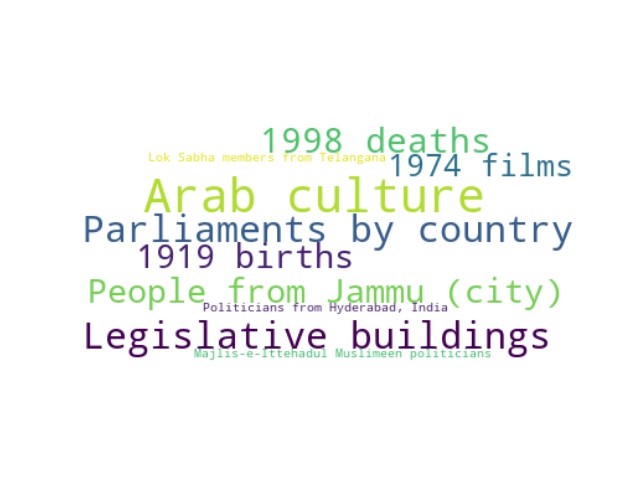 1998 deaths
Lok Sabha members from Telangana
1974 films
Arab culture
Parliaments by country
1919 births
People from Jammu (city)
Politicians from Hyderabad, India
Legislative buildings
Majlis-e-Ittehadul Muslimeen politicians